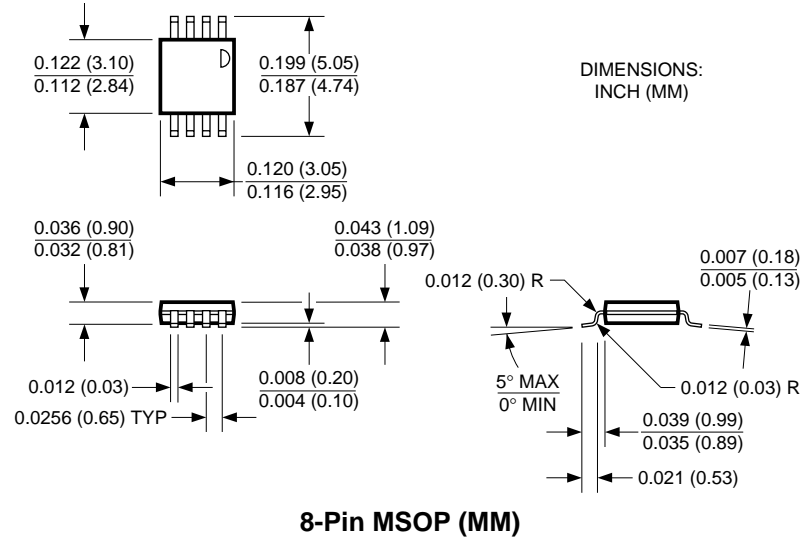 0.122 (3.10)
0.112 (2.84)
0.199 (5.05)
0.187 (4.74)
DIMENSIONS:
INCH (MM)
0.120 (3.05)
0.116 (2.95)
0.036 (0.90)
0.032 (0.81)
0.043 (1.09)
0.038 (0.97)
0.007 (0.18)
0.005 (0.13)
0.012 (0.30) R
0.012 (0.03)
0.008 (0.20)
0.004 (0.10)
5° MAX
0° MIN
0.012 (0.03) R
0.0256 (0.65) TYP
0.039 (0.99)
0.035 (0.89)
0.021 (0.53)
8-Pin MSOP (MM)